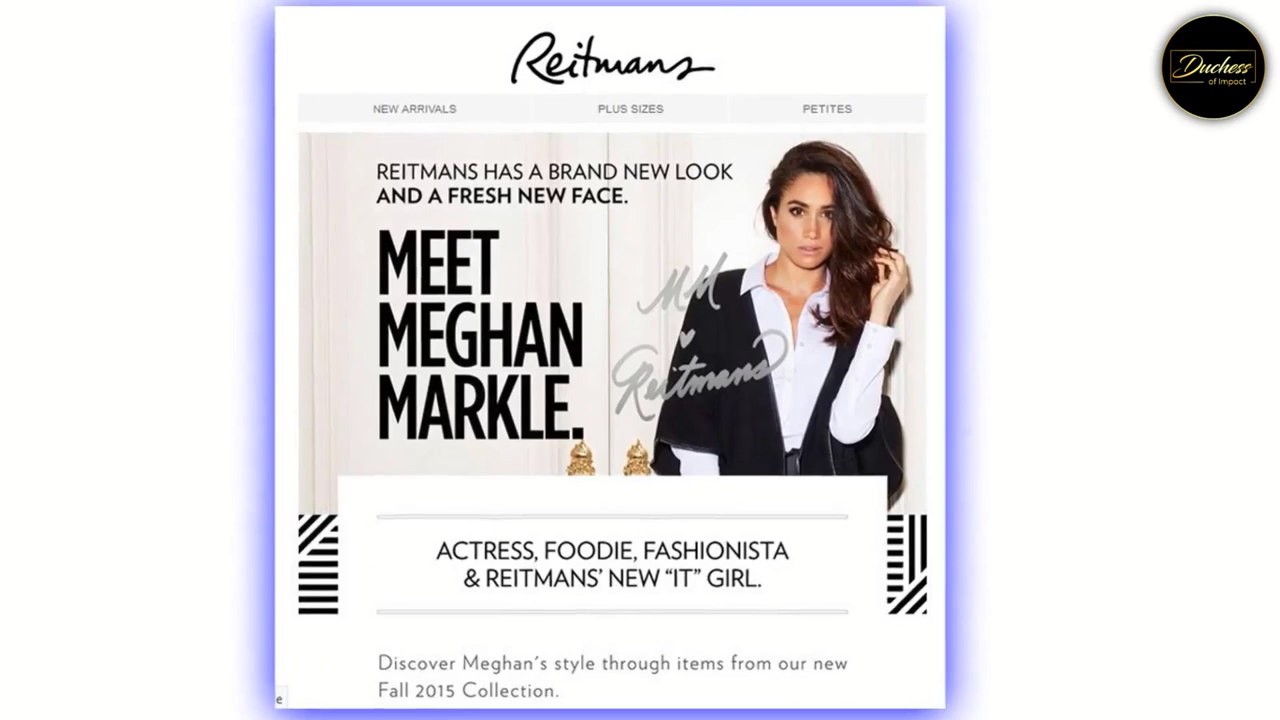 Reitmans
Duchess
of Impact
NEW ARRIVALS
PLUS SIZES
PETITES
REITMANS HAS A BRAND NEW LOOK
AND A FRESH NEW FACE.
MEET
MEGHAN
MARKLE.
MM
Reitmans
ACTRESS, FOODIE, FASHIONISTA
& REITMANS’ NEW “IT” GIRL.
Discover Meghan's style through items from our new
Fall 2015 Collection.
e